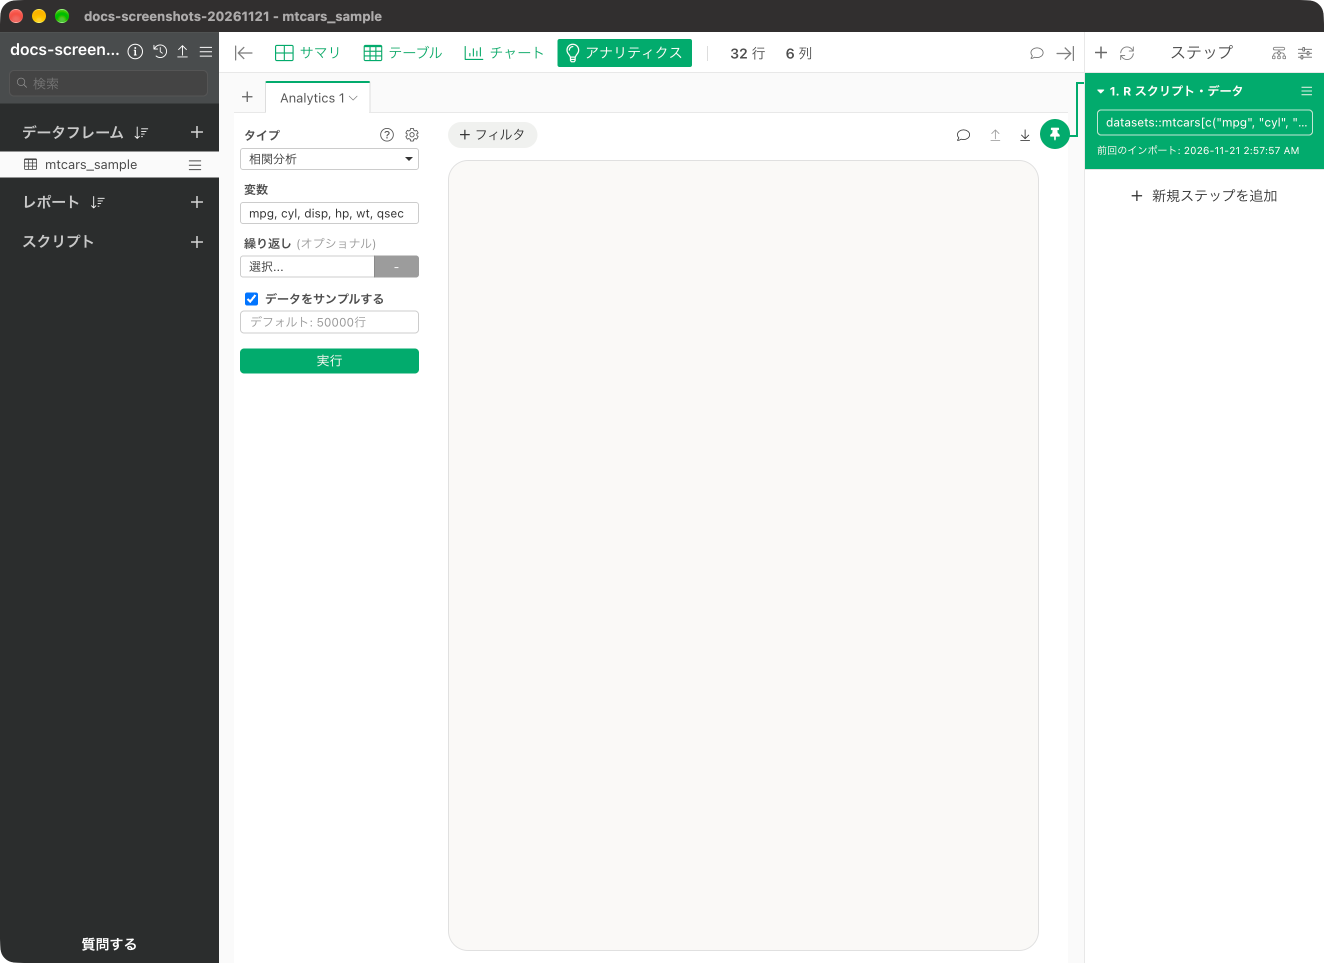 docs-screenshots-20261121 - mtcars_sample
docs-screen...
検索
データフレーム
mtcars_sample
レポート
スクリプト
質問する
サマリ
テーブル
チャート
アナリティクス
32 行
6 列
Analytics 1
タイプ
相関分析
変数
mpg, cyl, disp, hp, wt, qsec
繰り返し (オプショナル)
選択...
-
データをサンプルする
デフォルト: 50000行
実行
+ フィルタ
ステップ
1. R スクリプト・データ
datasets::mtcars[c("mpg", "cyl", "...
前回のインポート: 2026-11-21 2:57:57 AM
+ 新規ステップを追加